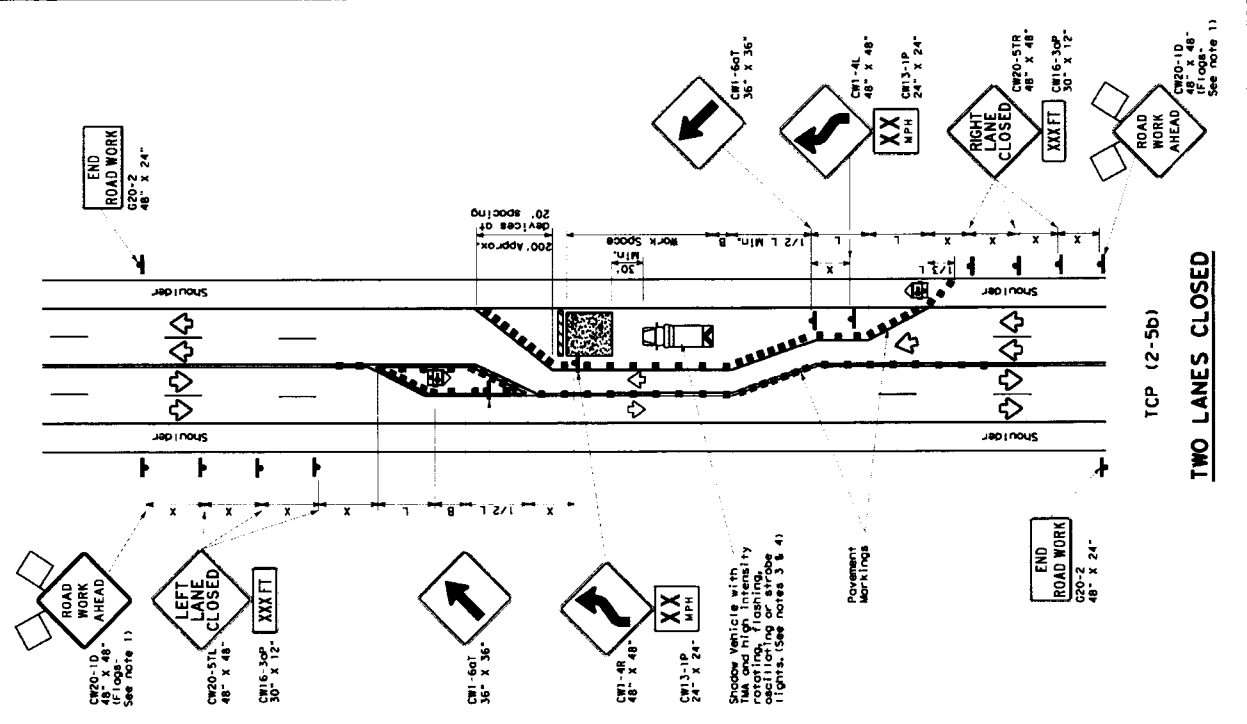 END
ROAD WORK
G20-2
48" X 24"
CW1-6aT
36" X 36"
CW1-4L
48" X 48"
XX
MPH
CW13-1P
24" X 24"
RIGHT
LANE
CLOSED
CW20-5TR
48" X 48"
XXX FT
CW16-3aP
30" X 12"
ROAD
WORK
AHEAD
CW20-1D
48" X 48"
(Flags-
See note 1)
200' Approx.
devices at
20' spacing
Work Space
30'
Min.
B
1/2 L Min.
L
X
L
1/3 L
X
X
X
X
Shoulder
Shoulder
Shoulder
Shoulder
X
X
X
X
L
B
1/2 L
X
ROAD
WORK
AHEAD
CW20-1D
48" X 48"
(Flags-
See note 1)
LEFT
LANE
CLOSED
CW20-5TL
48" X 48"
XXX FT
CW16-3aP
30" X 12"
CW1-6aT
36" X 36"
CW1-4R
48" X 48"
XX
MPH
CW13-1P
24" X 24"
Shadow Vehicle with
TMA and high intensity
rotating, flashing,
oscillating or strobe
lights. (See notes 3 & 4)
Pavement
Markings
END
ROAD WORK
G20-2
48" X 24"
TCP (2-5b)
TWO LANES CLOSED